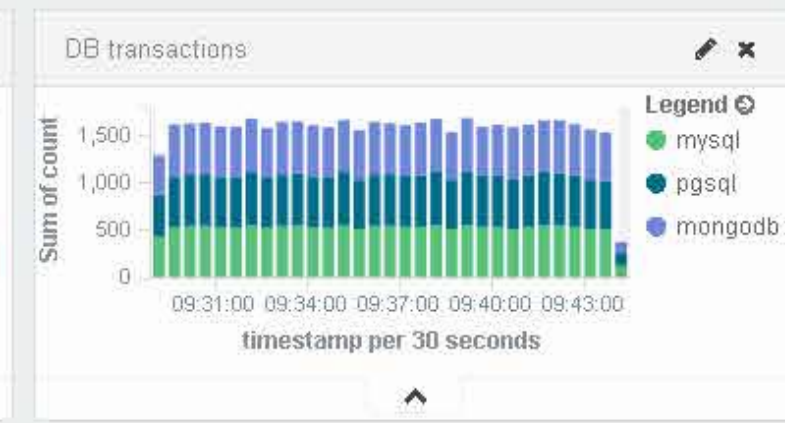 DB transactions
Legend
mysql
pgsql
mongodb
Sum of count
1,500
1,000
500
0
09:31:00 09:34:00 09:37:00 09:40:00 09:43:00
timestamp per 30 seconds